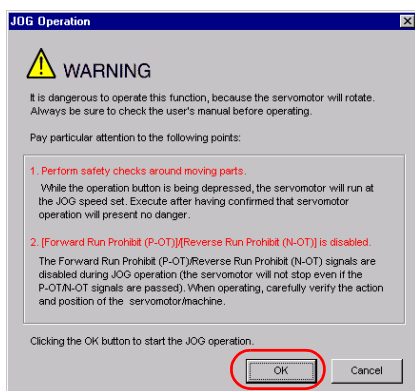 JOG Operation
WARNING
It is dangerous to operate this function, because the servomotor will rotate.
Always be sure to check the user's manual before operating.
Pay particular attention to the following points:
1. Perform safety checks around moving parts.
While the operation button is being depressed, the servomotor will run at
the JOG speed set. Execute after having confirmed that servomotor
operation will present no danger.
2. [Forward Run Prohibit (P-OT)]/[Reverse Run Prohibit (N-OT)] is disabled.
The Forward Run Prohibit (P-OT)/Reverse Run Prohibit (N-OT) signals are
disabled during JOG operation (the servomotor will not stop even if the
P-OT/N-OT signals are passed). When operating, carefully verify the action
and position of the servomotor/machine.
Clicking the OK button to start the JOG operation.
OK
Cancel